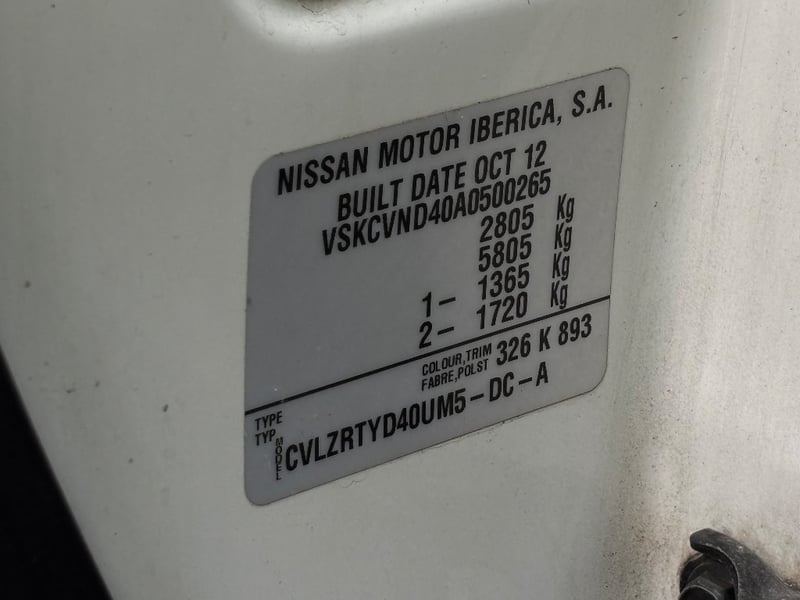 NISSAN MOTOR IBERICA, S.A.
BUILT DATE OCT 12
VSKCVND40A0500265
2805 Kg
5805 Kg
1- 1365 Kg
2- 1720 Kg
COLOUR,TRIM 326 K 893
FABRE,POLST
TYPE
TYP
MODEL CVLZRTYD40UM5-DC-A